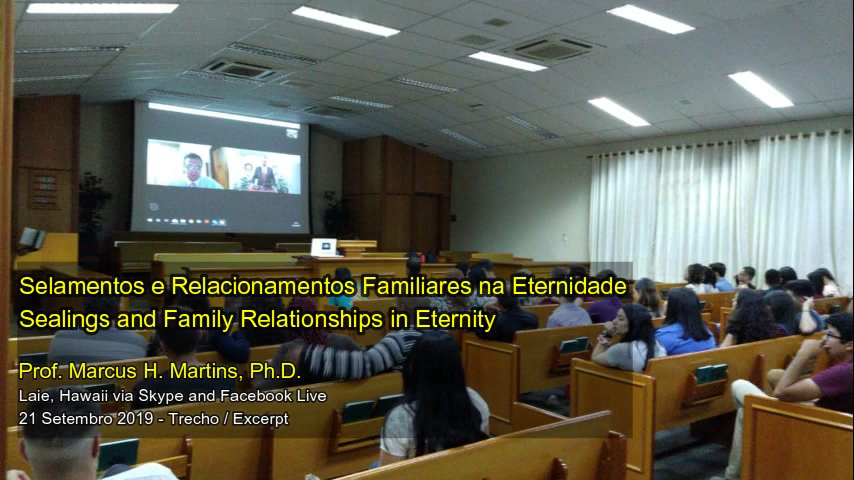 Selamentos e Relacionamentos Familiares na Eternidade
Sealings and Family Relationships in Eternity
Prof. Marcus H. Martins, Ph.D.
Laie, Hawaii via Skype and Facebook Live
21 Setembro 2019 - Trecho / Excerpt